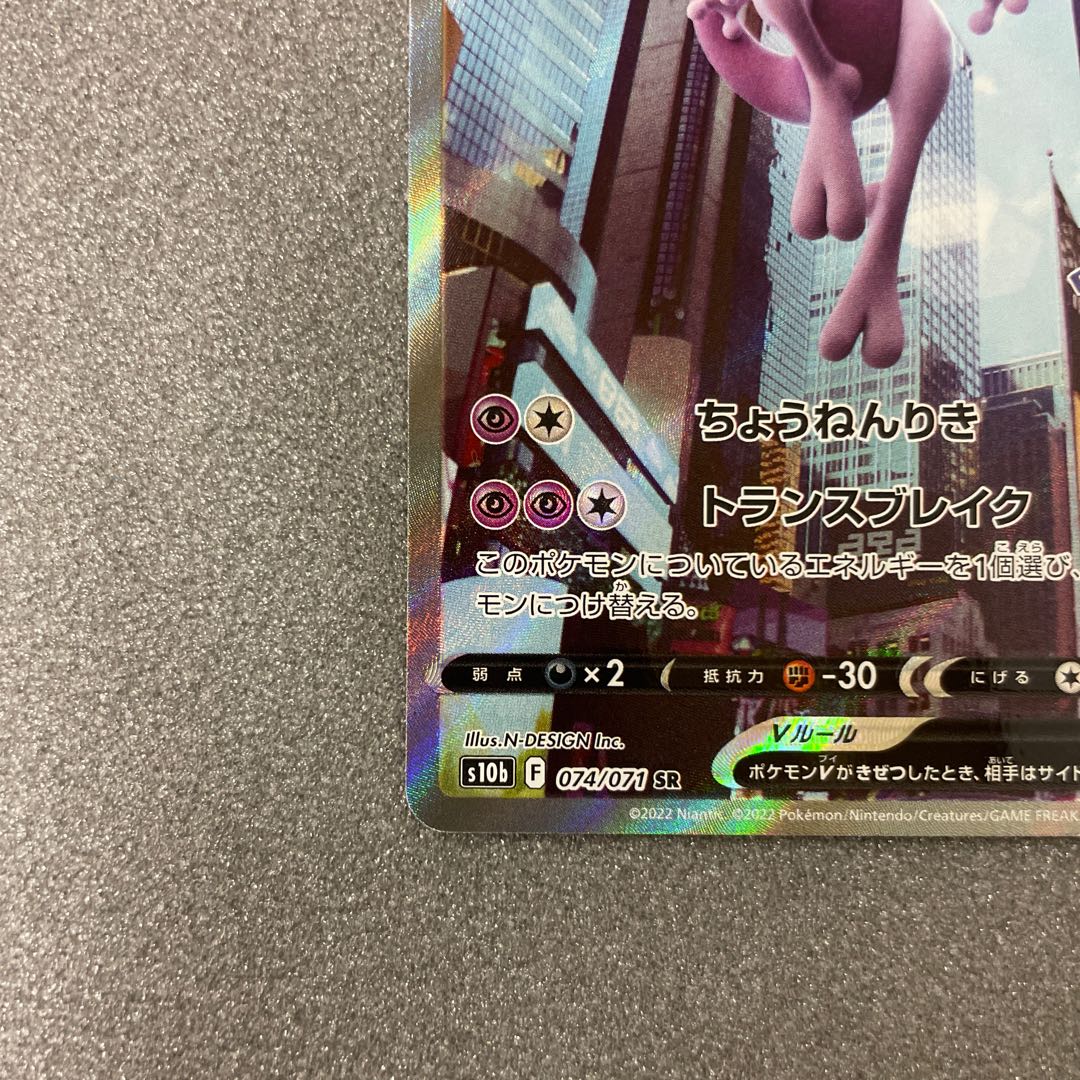 ちょうねんりき
トランスブレイク
このポケモンについているエネルギーを1個選び、
モンにつけ替える。
弱点 ×2 抵抗力 -30 にげる
Illus.N-DESIGN Inc.
Vルール
s10b F 074/071 SR
ポケモンVがきぜつしたとき、相手はサイド
©2022 Niantic. ©2022 Pokémon/Nintendo/Creatures/GAME FREAK